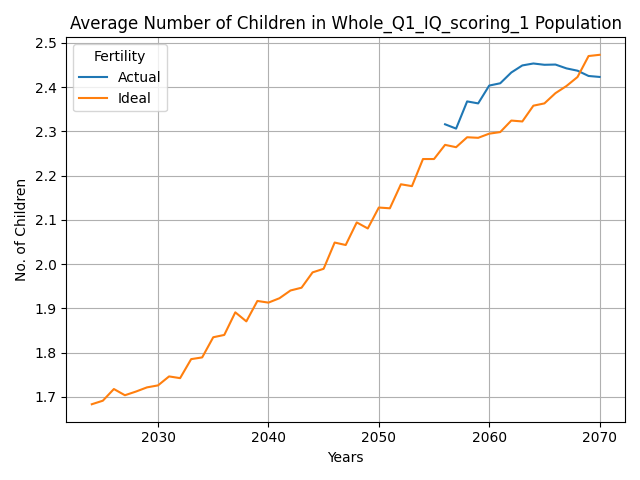 Average Number of Children in Whole_Q1_IQ_scoring_1 Population
Fertility
Actual
Ideal
No. of Children
2.5
2.4
2.3
2.2
2.1
2.0
1.9
1.8
1.7
2030 2040 2050 2060 2070
Years